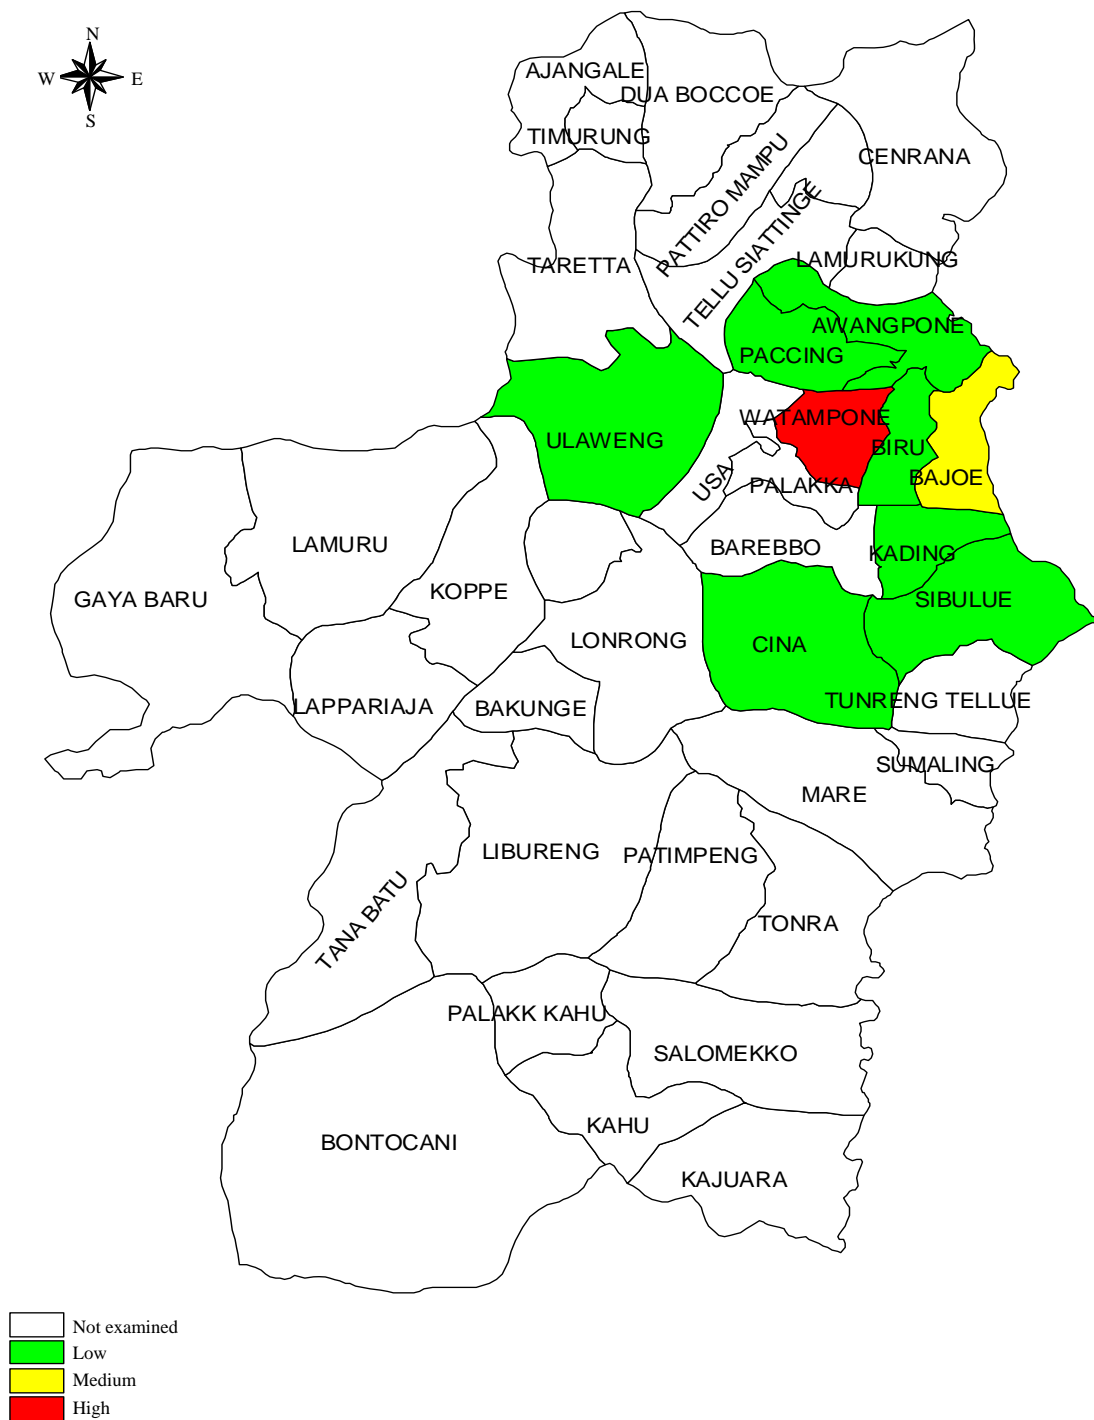 N
W E
S
AJANGALE
DUA BOCCOE
TIMURUNG
CENRANA
PATTIRO MAMPU
TELLU SIATTINGE
TARETTA
LAMURUKUNG
AWANGPONE
PACCING
WATAMPONE
ULAWENG
BIRU
BAJOE
USA
PALAKKA
LAMURU
BAREBBO
KADING
GAYA BARU
KOPPE
SIBULUE
LONRONG
CINA
LAPPARIAJA
BAKUNGE
TUNRENG TELLUE
SUMALING
MARE
LIBURENG
PATIMPENG
TANA BATU
TONRA
PALAKK KAHU
SALOMEKKO
KAHU
BONTOCANI
KAJUARA
Not examined
Low
Medium
High